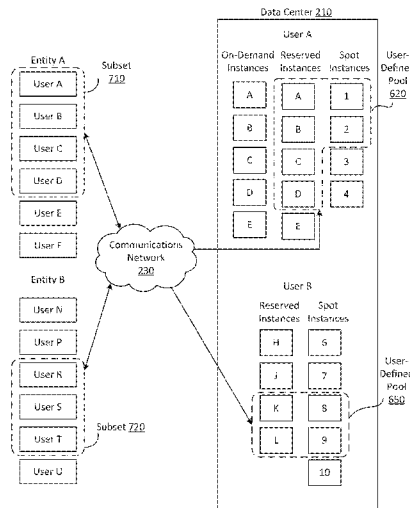 Data Center 210
User A
Entity A
Subset
710
On-Demand
Instances
Reserved
Instances
Spot
Instances
User-
Define
Pool
620
User A
User B
User C
User D
User E
User F
A
B
C
D
E
A
B
C
D
E
1
2
3
4
Communications
Network
230
Entity B
User N
User P
User R
User S
User T
User U
Subset 720
User B
Reserved
Instances
Spot
Instances
H
J
K
L
6
7
8
9
10
User-
Defined
Pool
650